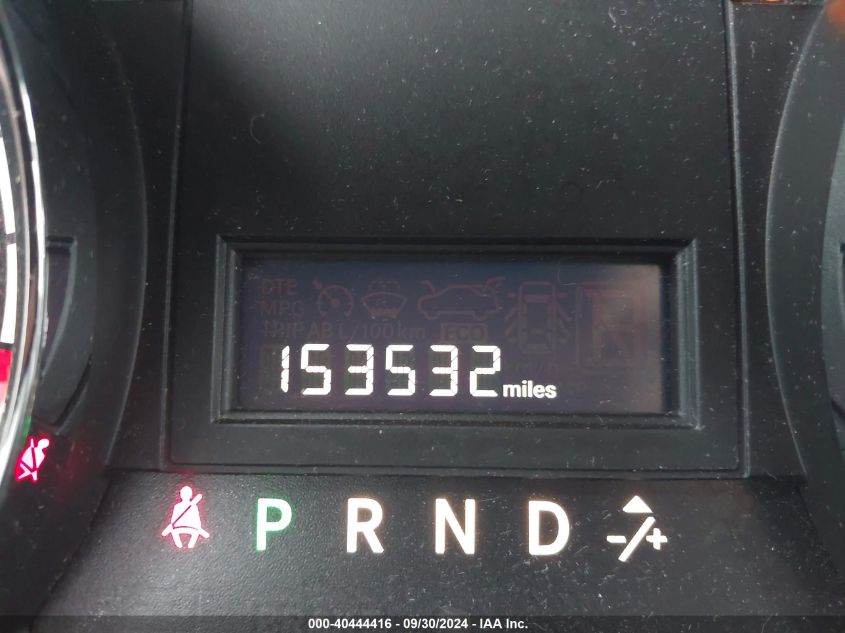 DTE
MPG
TRIP AB L/100 km ECO
153532 miles
P R N D -/+
000-40444416 - 09/30/2024 - IAA Inc.